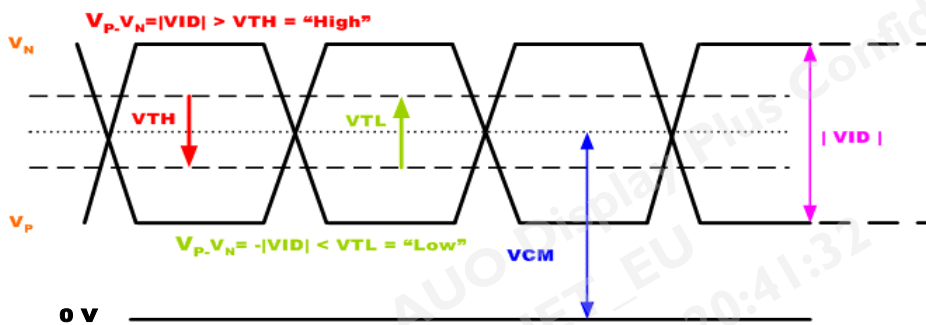 VP-VN=|VID| > VTH = “High”
VN
VTH
VTL
| VID |
VP
VP-VN= -|VID| < VTL = “Low”
VCM
0 V
AUO Display Plus Confid
ET_EU
20:41:32